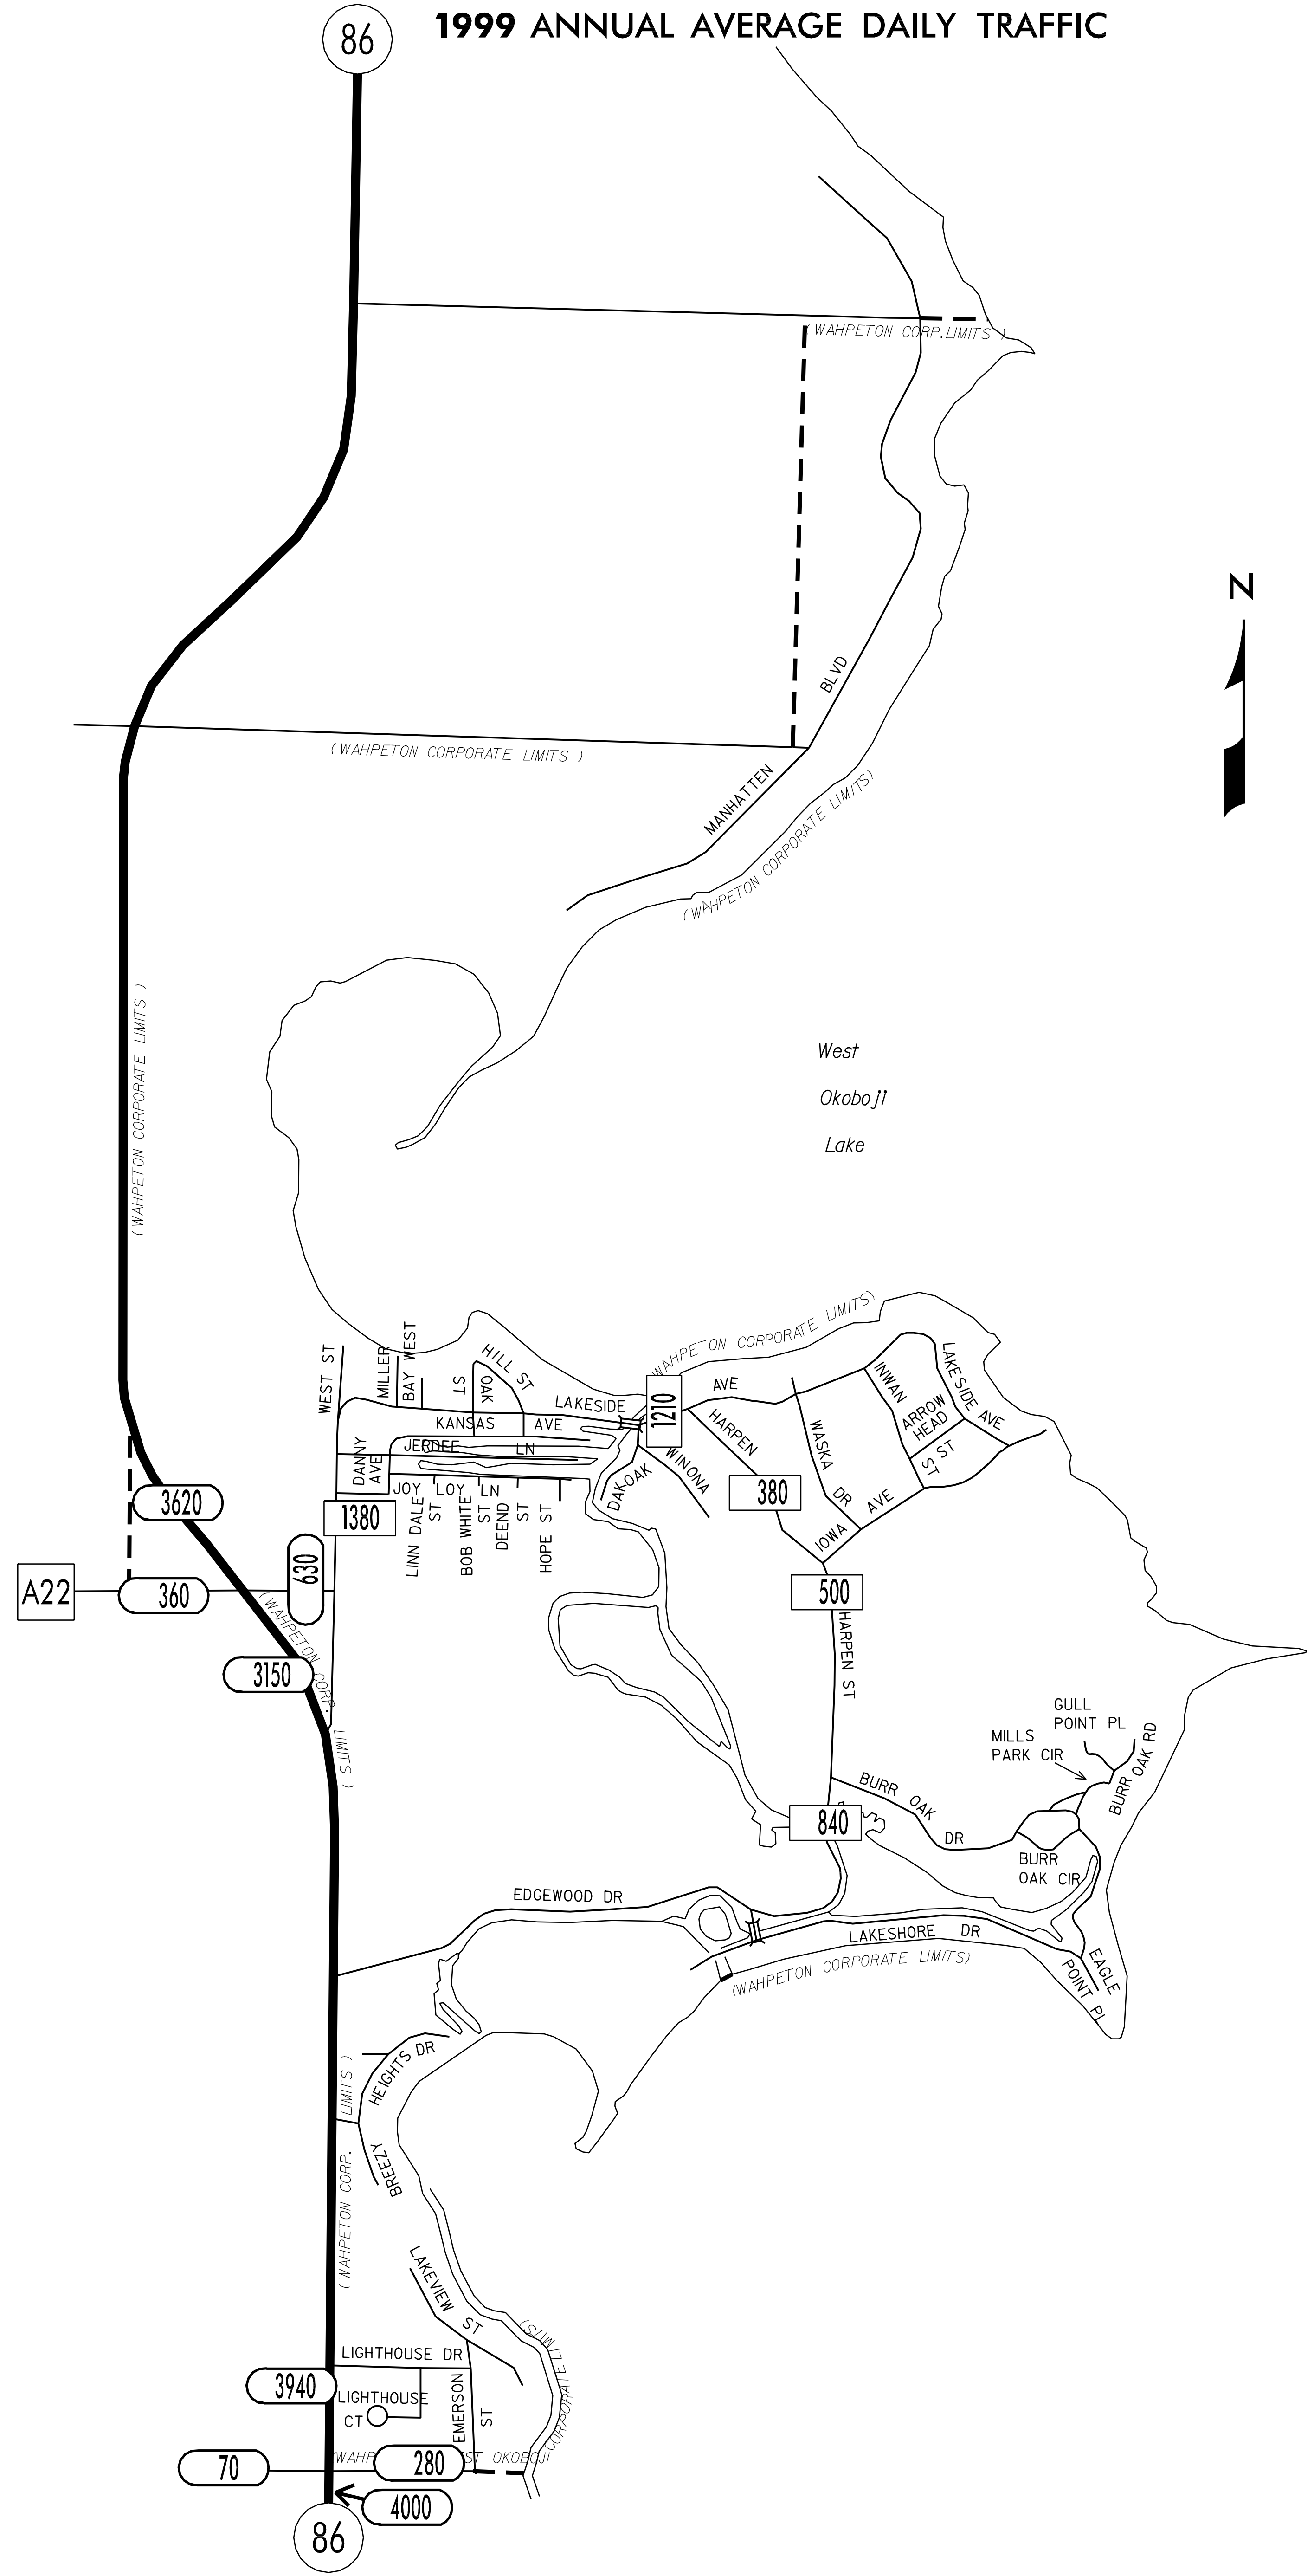 86
1999 ANNUAL AVERAGE DAILY TRAFFIC
( WAHPETON CORP. LIMITS )
N
BLVD
MANHATTEN
( WAHPETON CORPORATE LIMITS )
(WAHPETON CORPORATE LIMITS)
( WAHPETON CORPORATE LIMITS )
West
Okoboji
Lake
(WAHPETON CORPORATE LIMITS)
WEST ST
MILLER
BAY WEST
HILL ST
OAK
ST
LAKESIDE
AVE
1210
KANSAS AVE
JERDEE LN
DANNY
AVE
JOY LOY LN
LINN DALE
ST
BOB WHITE
ST
DEEND
ST
HOPE ST
OAK
DAKOAK
WINONA
HARPEN
WASKA
DR
INWAN
ST
ARROW
HEAD
ST
LAKESIDE AVE
IOWA AVE
3620
1380
380
630
A22
360
500
( WAHPETON CORP. LIMITS )
3150
HARPEN ST
GULL
POINT PL
MILLS
PARK CIR
BURR OAK RD
BURR OAK DR
840
BURR
OAK CIR
EDGEWOOD DR
LAKESHORE DR
(WAHPETON CORPORATE LIMITS)
EAGLE
POINT PL
HEIGHTS DR
BREEZY
( WAHPETON CORP. LIMITS )
LAKEVIEW ST
LIGHTHOUSE DR
3940
LIGHTHOUSE
CT
EMERSON
ST
CORPORATE LIMITS)
(WAHP ST OKOBOJI
70
280
4000
86